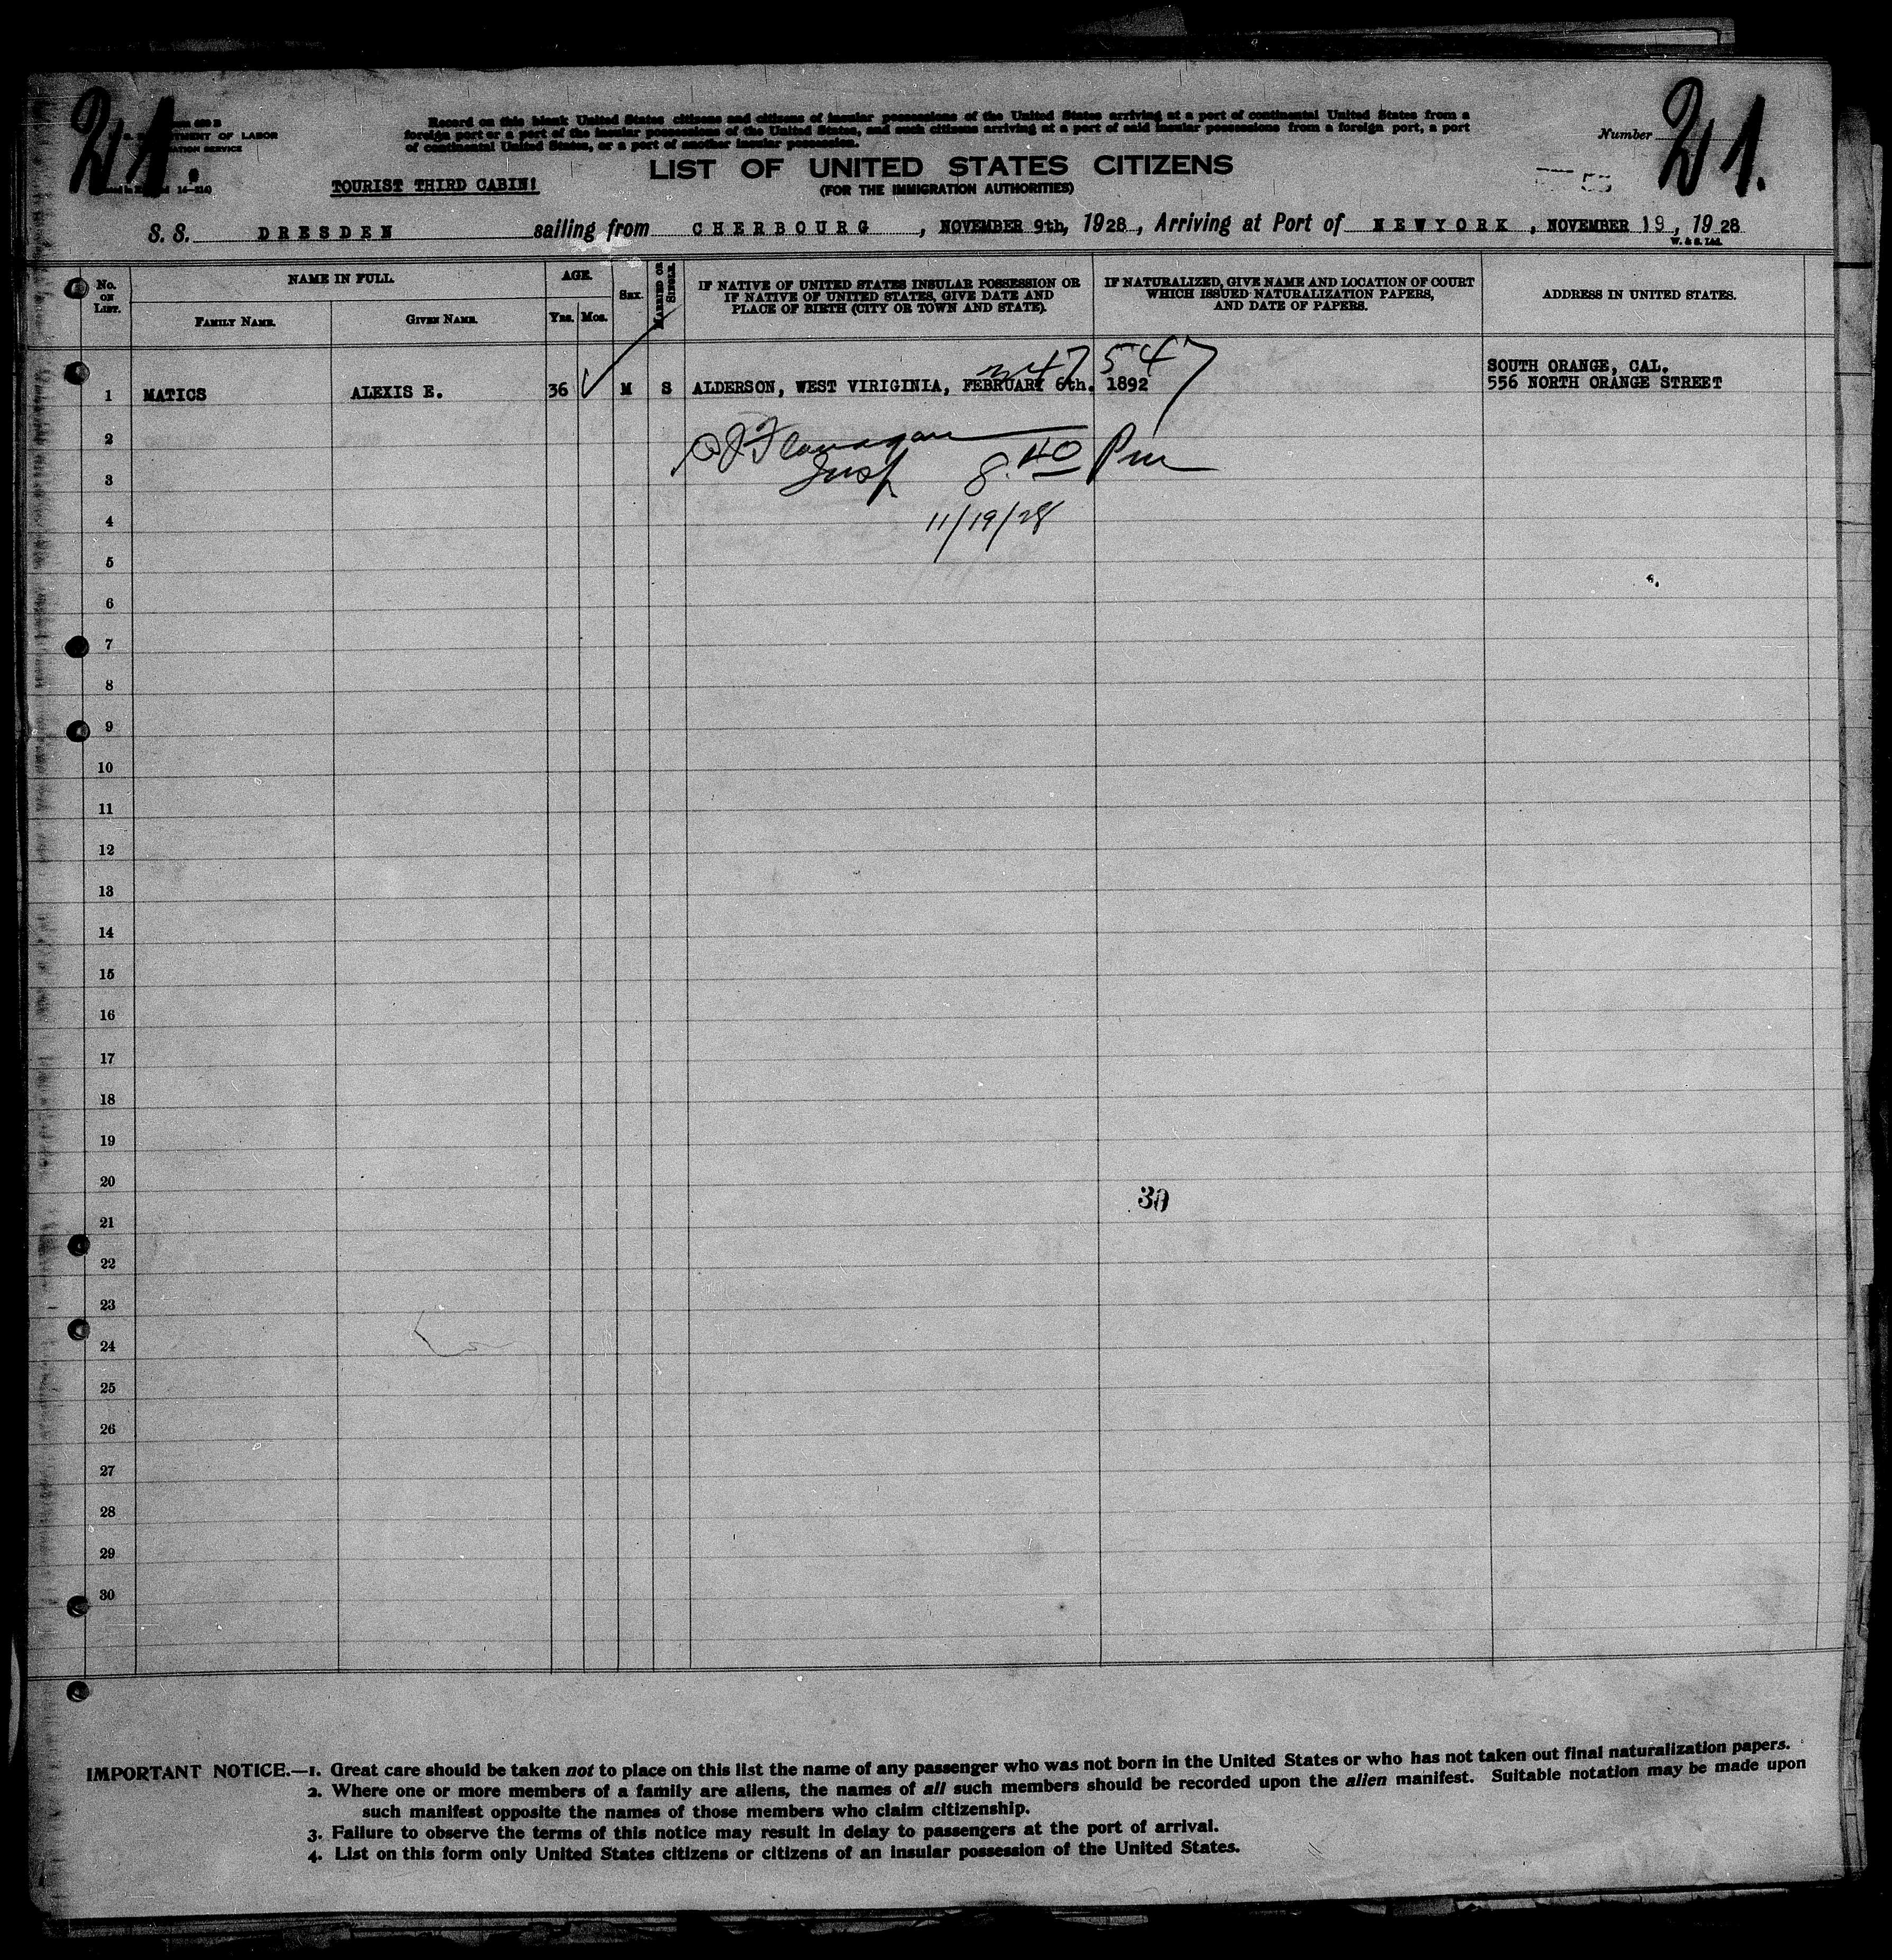 21
TMENT OF LABOR
ATION SERVICE
Record on this blank United States citizens and citizens of insular possessions of the United States arriving at a port of continental United States from a
foreign port or a port of the insular possessions of the United States, and such citizens arriving at a port of said insular possessions from a foreign port, a port
of continental United States, or a port of another insular possession.
Number 21.
LIST OF UNITED STATES CITIZENS
TOURIST THIRD CABIN!
(FOR THE IMMIGRATION AUTHORITIES)
S. S. DRESDEN sailing from CHERBOURG, NOVEMBER 9th, 1928, Arriving at Port of NEWYORK, NOVEMBER 19, 1928
W. & S. Ltd.
No. ON LIST.
NAME IN FULL
FAMILY NAME.
GIVEN NAME.
AGE.
YRS. MOS.
SEX.
MARRIED OR SINGLE.
IF NATIVE OF UNITED STATES INSULAR POSSESSION OR
IF NATIVE OF UNITED STATES, GIVE DATE AND
PLACE OF BIRTH (CITY OR TOWN AND STATE).
IF NATURALIZED, GIVE NAME AND LOCATION OF COURT
WHICH ISSUED NATURALIZATION PAPERS,
AND DATE OF PAPERS.
ADDRESS IN UNITED STATES.
547
SOUTH ORANGE, CAL.
1 MATICS ALEXIS E. 36 M S ALDERSON, WEST VIRIGINIA, FEBRUARY 6th. 1892 556 NORTH ORANGE STREET
2 Flanagan
3 Insp 8.40 Pm
4 11/19/28
5
6
7
8
9
10
11
12
13
14
15
16
17
18
19
20
30
21
22
23
24
25
26
27
28
29
30
IMPORTANT NOTICE.—1. Great care should be taken not to place on this list the name of any passenger who was not born in the United States or who has not taken out final naturalization papers.
2. Where one or more members of a family are aliens, the names of all such members should be recorded upon the alien manifest. Suitable notation may be made upon
such manifest opposite the names of those members who claim citizenship.
3. Failure to observe the terms of this notice may result in delay to passengers at the port of arrival.
4. List on this form only United States citizens or citizens of an insular possession of the United States.